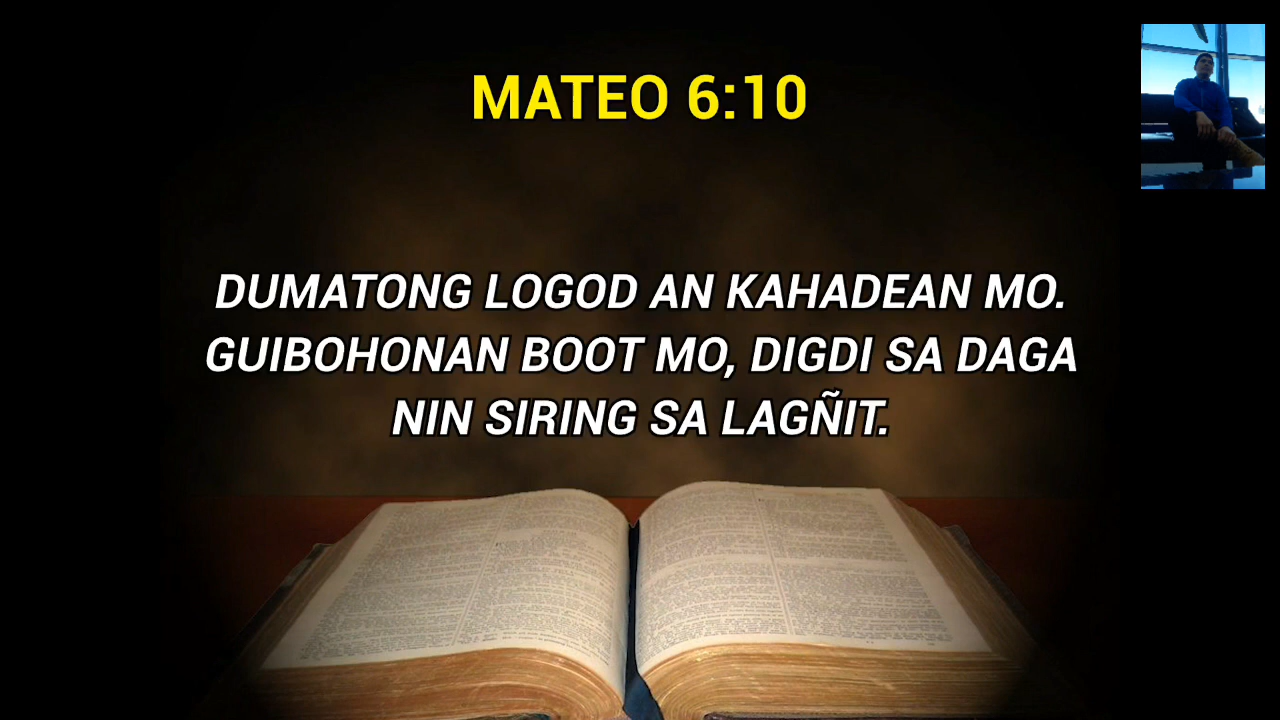 MATEO 6:10
DUMATONG LOGOD AN KAHADEAN MO.
GUIBOHONAN BOOT MO, DIGDI SA DAGA
NIN SIRING SA LAGÑIT.